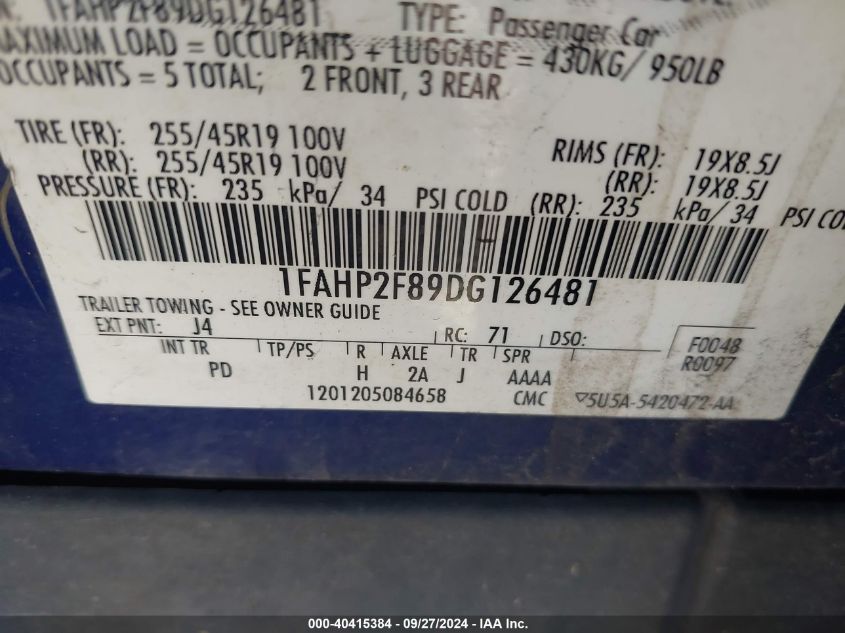 1FAHP2F89DG126481 TYPE: Passenger Car
MAXIMUM LOAD = OCCUPANTS + LUGGAGE = 430KG/ 950LB
OCCUPANTS = 5 TOTAL; 2 FRONT, 3 REAR
TIRE (FR): 255/45R19 100V RIMS (FR): 19X8.5J
(RR): 255/45R19 100V (RR): 19X8.5J
PRESSURE (FR): 235 kPa/ 34 PSI COLD (RR): 235 kPa/ 34 PSI COL
1FAHP2F89DG126481
TRAILER TOWING - SEE OWNER GUIDE
EXT PNT: J4 RC: 71 DSO: F0048
INT TR TP/PS R AXLE TR SPR R0097
PD H 2A J AAAA
1201205084658 CMC ▽5U5A-5420472-AA
000-40415384 - 09/27/2024 - IAA Inc.